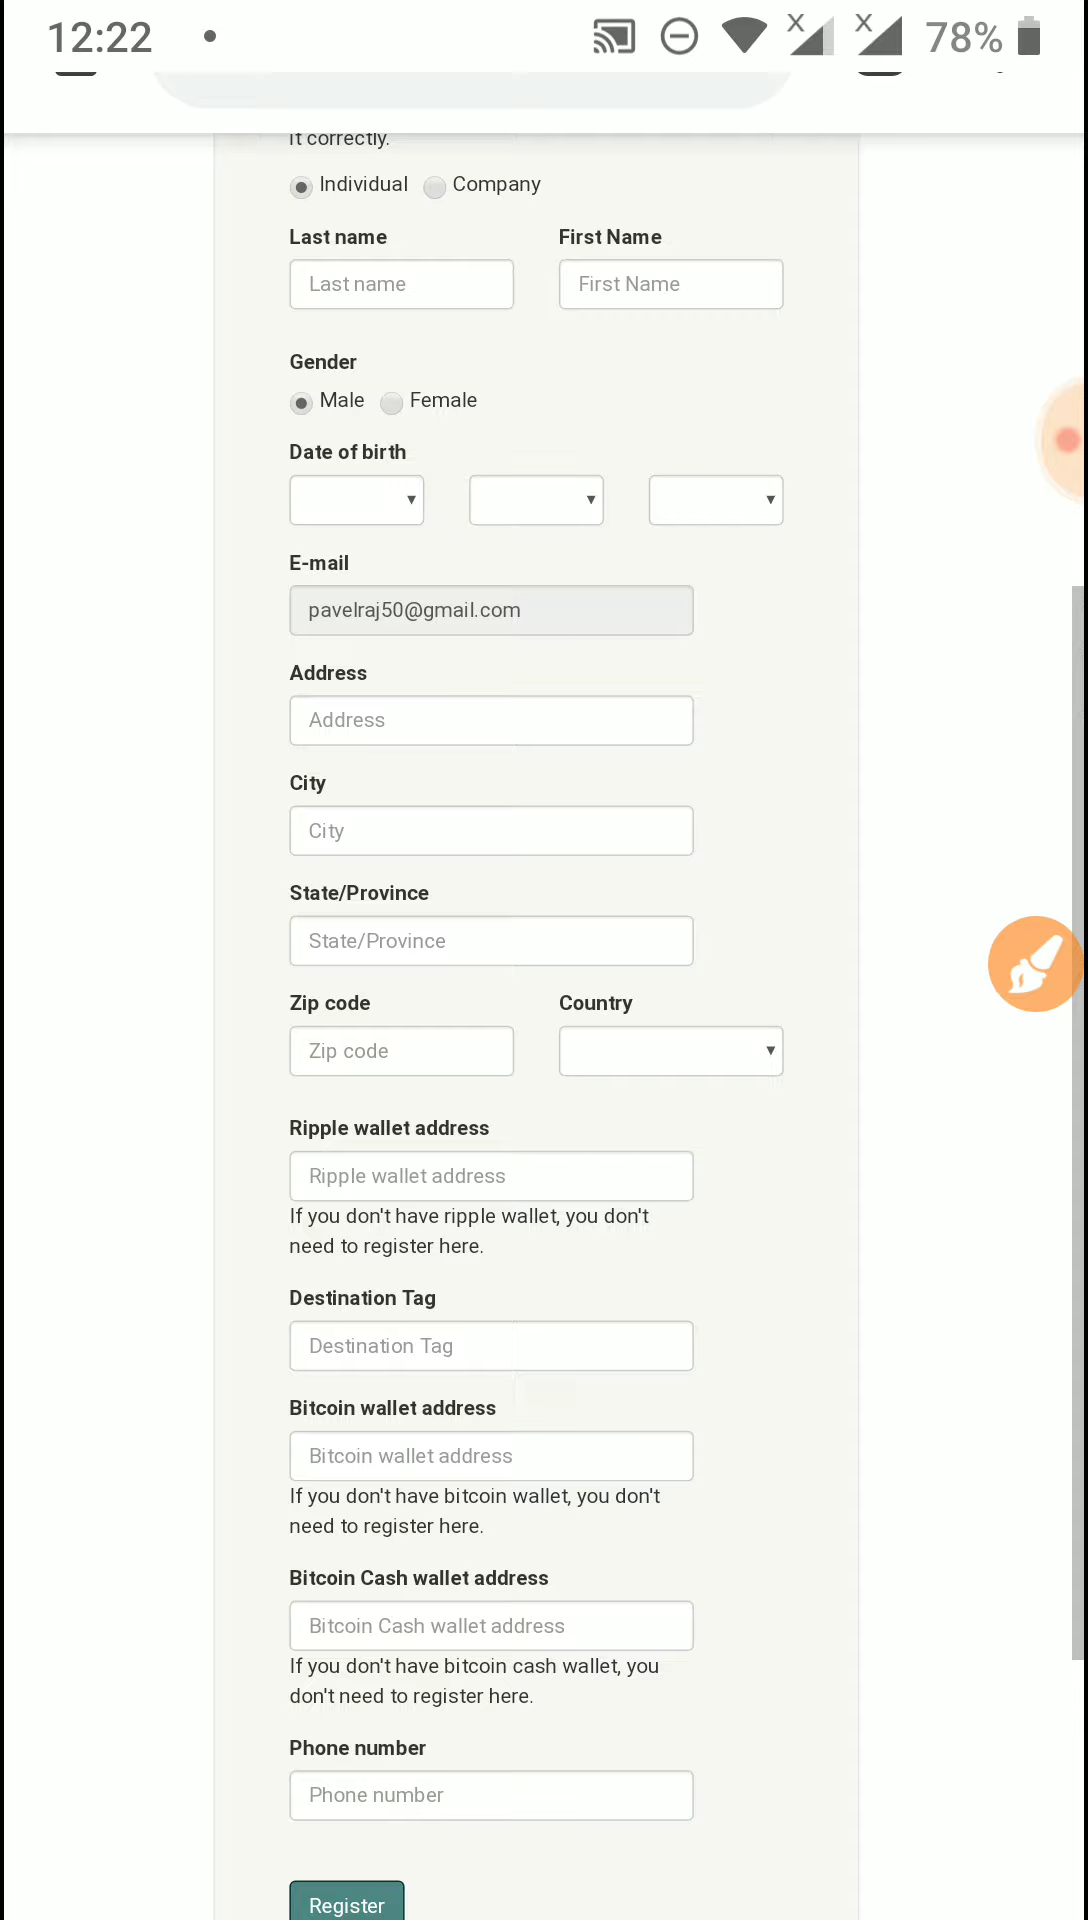 12:22
X X 78%
it correctly.
Individual Company
Last name First Name
Last name First Name
Gender
Male Female
Date of birth
E-mail
pavelraj50@gmail.com
Address
Address
City
City
State/Province
State/Province
Zip code Country
Zip code
Ripple wallet address
Ripple wallet address
If you don't have ripple wallet, you don't
need to register here.
Destination Tag
Destination Tag
Bitcoin wallet address
Bitcoin wallet address
If you don't have bitcoin wallet, you don't
need to register here.
Bitcoin Cash wallet address
Bitcoin Cash wallet address
If you don't have bitcoin cash wallet, you
don't need to register here.
Phone number
Phone number
Register